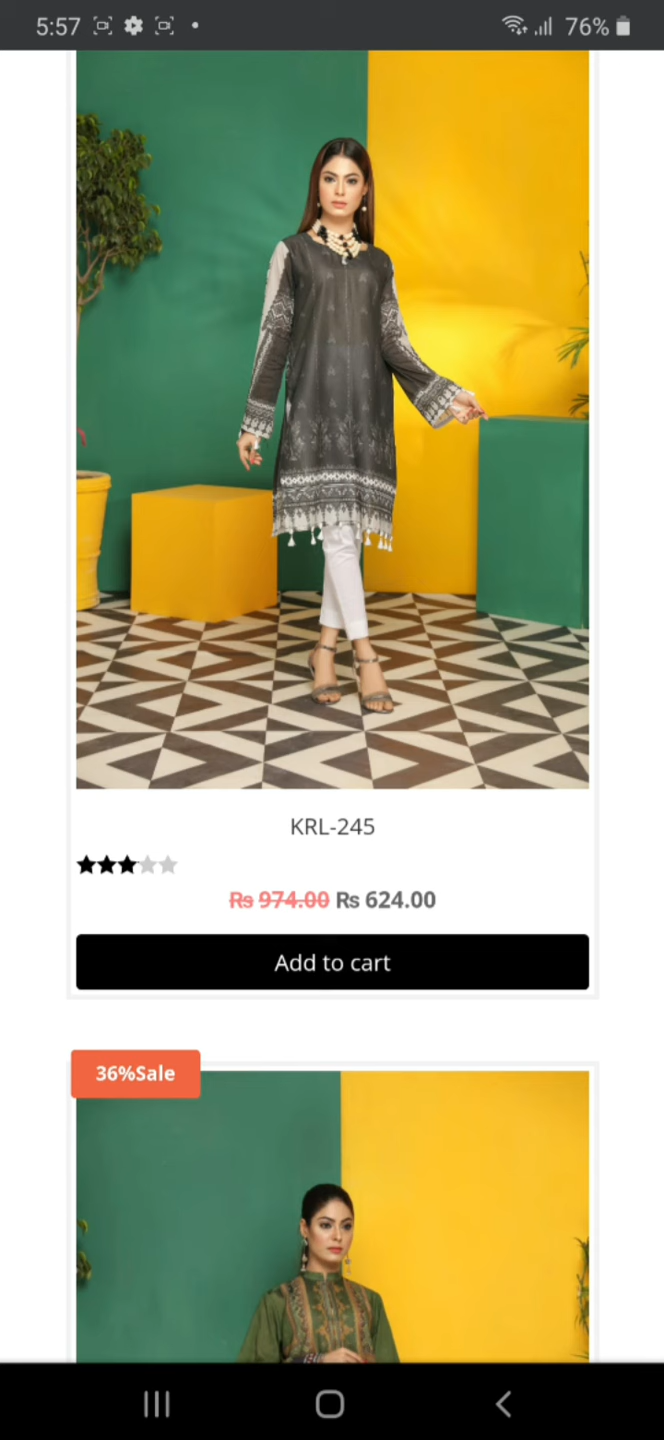 5:57
76%
KRL-245
₨ 974.00 ₨ 624.00
Add to cart
36%Sale